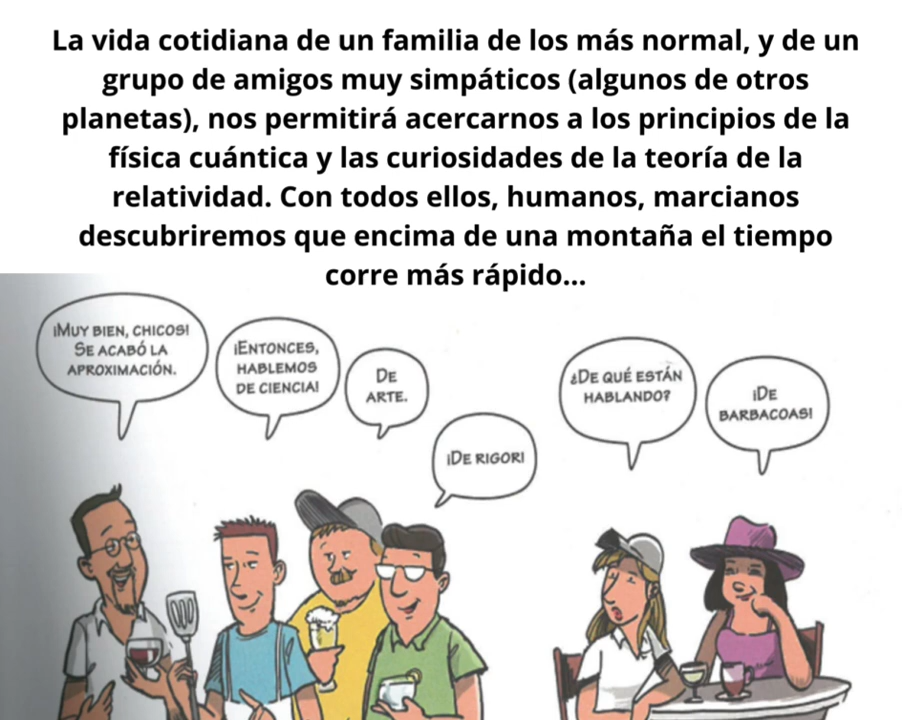 La vida cotidiana de un familia de los más normal, y de un
grupo de amigos muy simpáticos (algunos de otros
planetas), nos permitirá acercarnos a los principios de la
física cuántica y las curiosidades de la teoría de la
relatividad. Con todos ellos, humanos, marcianos
descubriremos que encima de una montaña el tiempo
corre más rápido...
¡MUY BIEN, CHICOS!
SE ACABÓ LA
APROXIMACIÓN.
¡ENTONCES,
HABLEMOS
DE CIENCIA!
DE
ARTE.
¡DE RIGOR!
¿DE QUÉ ESTÁN
HABLANDO?
¡DE
BARBACOAS!